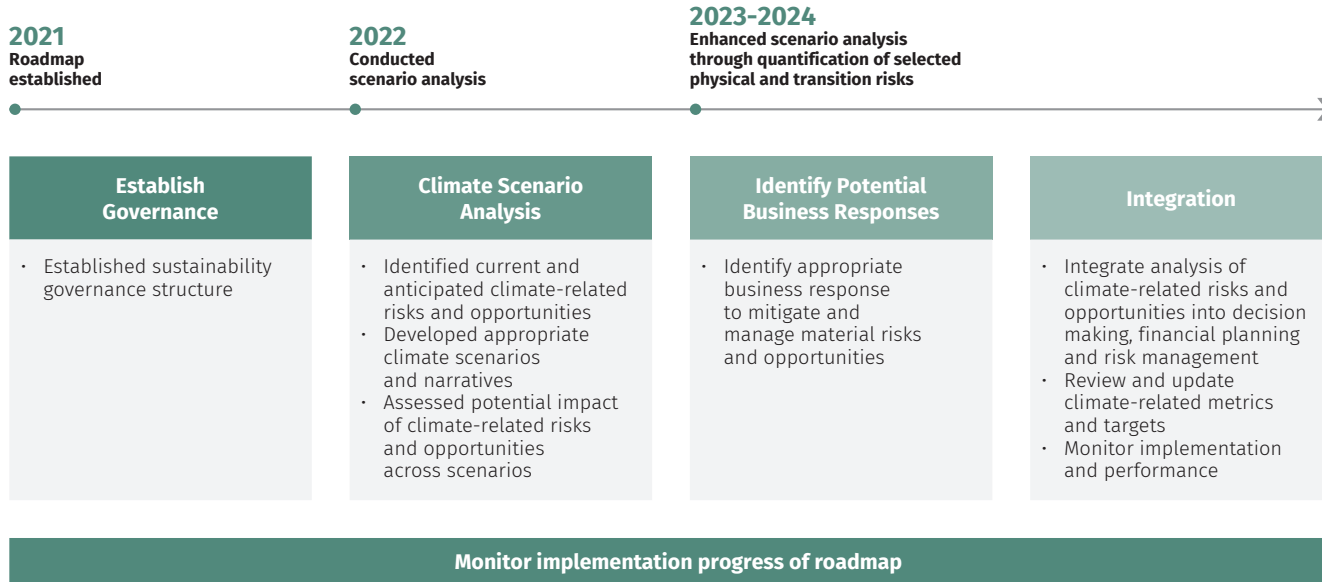 2021
Roadmap
established
2022
Conducted
scenario analysis
2023-2024
Enhanced scenario analysis
through quantification of selected
physical and transition risks
Establish
Governance
• Established sustainability
governance structure
Climate Scenario
Analysis
• Identified current and
anticipated climate-related
risks and opportunities
• Developed appropriate
climate scenarios
and narratives
• Assessed potential impact
of climate-related risks
and opportunities
across scenarios
Identify Potential
Business Responses
• Identify appropriate
business response
to mitigate and
manage material risks
and opportunities
Integration
• Integrate analysis of
climate-related risks and
opportunities into decision
making, financial planning
and risk management
• Review and update
climate-related metrics
and targets
• Monitor implementation
and performance
Monitor implementation progress of roadmap